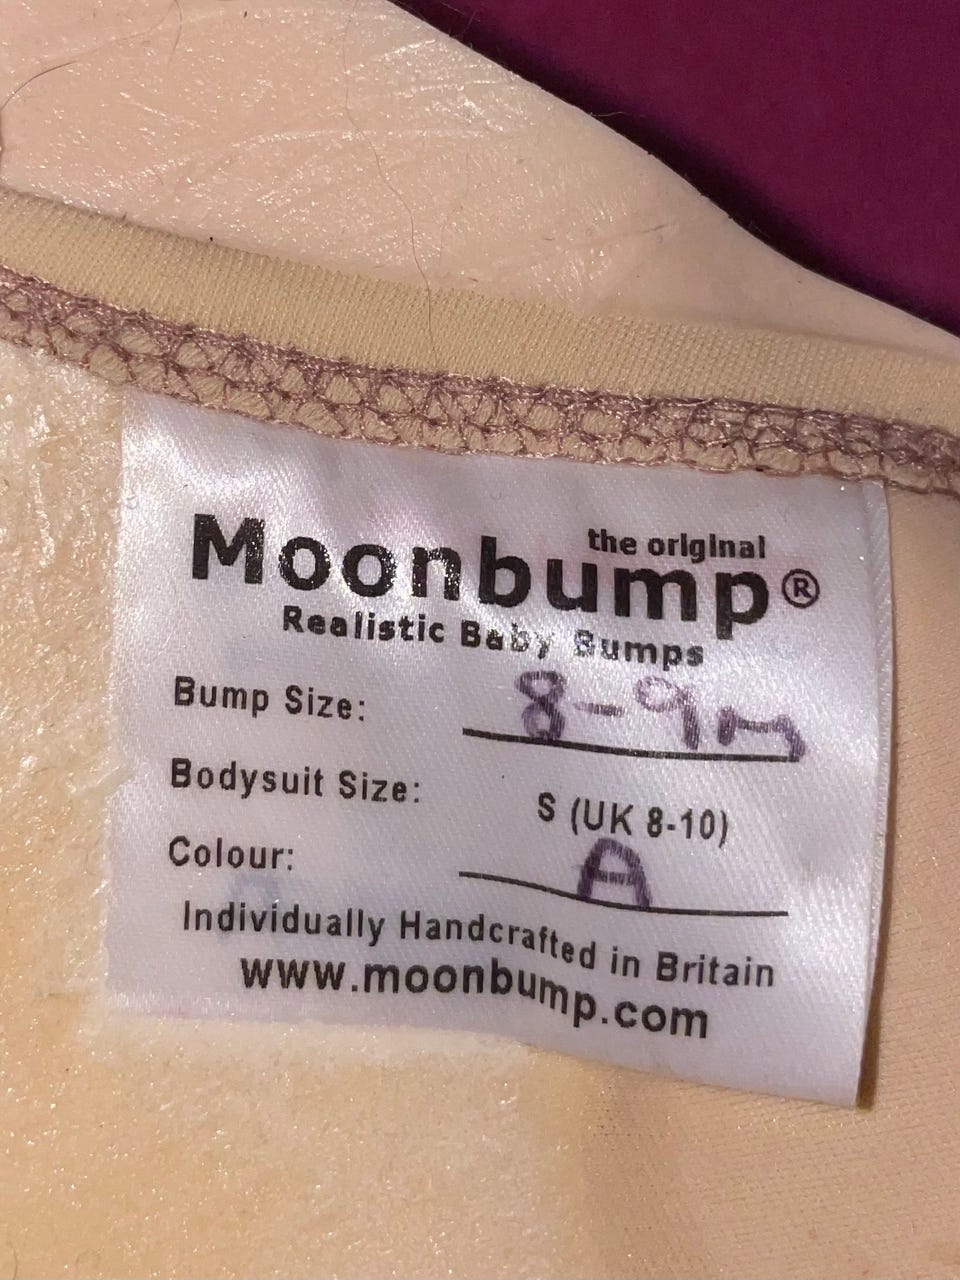 the original
Moonbump®
Realistic Baby Bumps
Bump Size: 8-9m
Bodysuit Size: S (UK 8-10)
Colour: A
Individually Handcrafted in Britain
www.moonbump.com